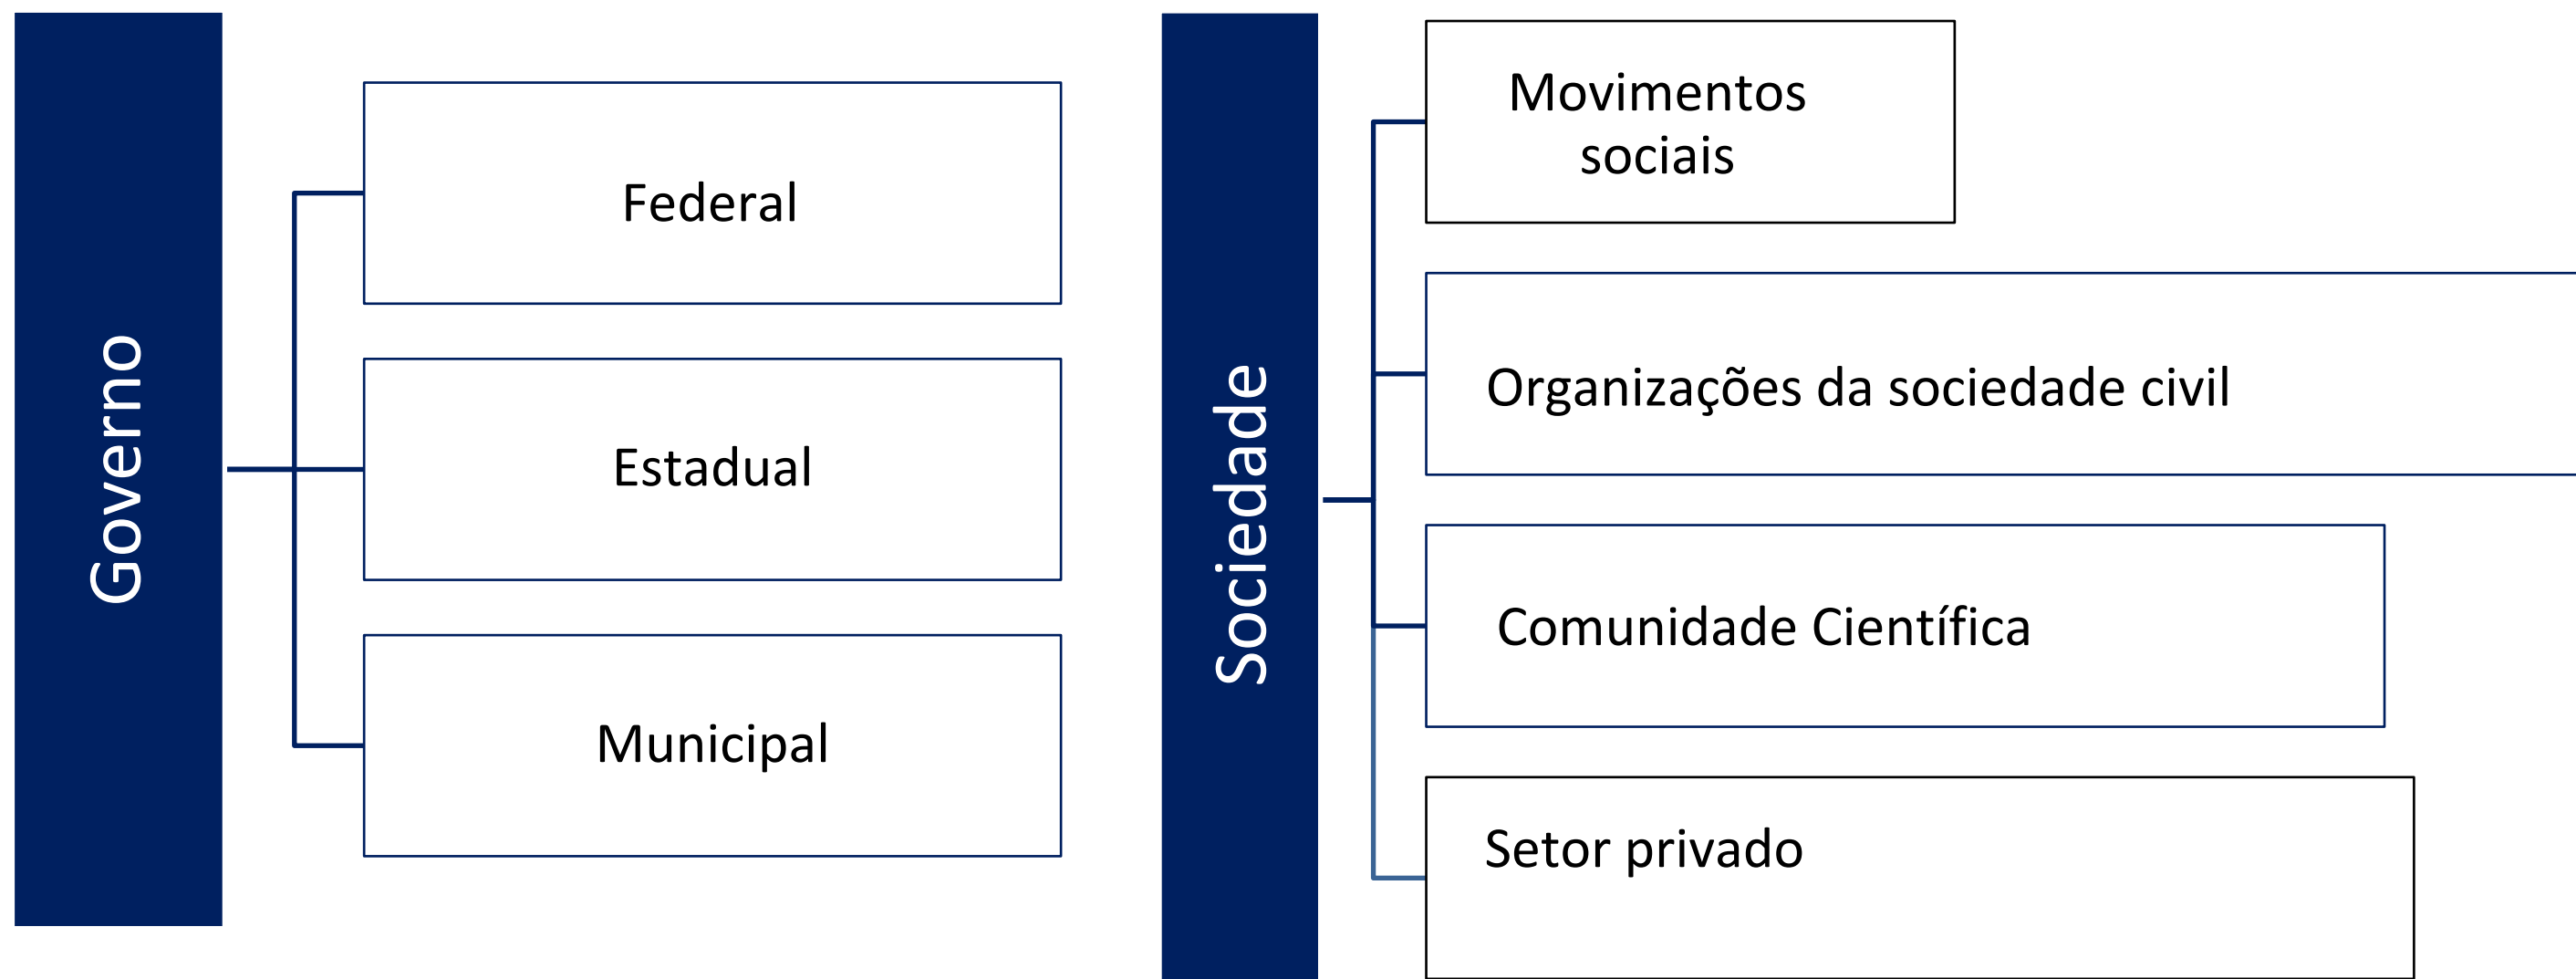 Governo
Federal
Estadual
Municipal
Sociedade
Movimentos
sociais
Organizações da sociedade civil
Comunidade Científica
Setor privado